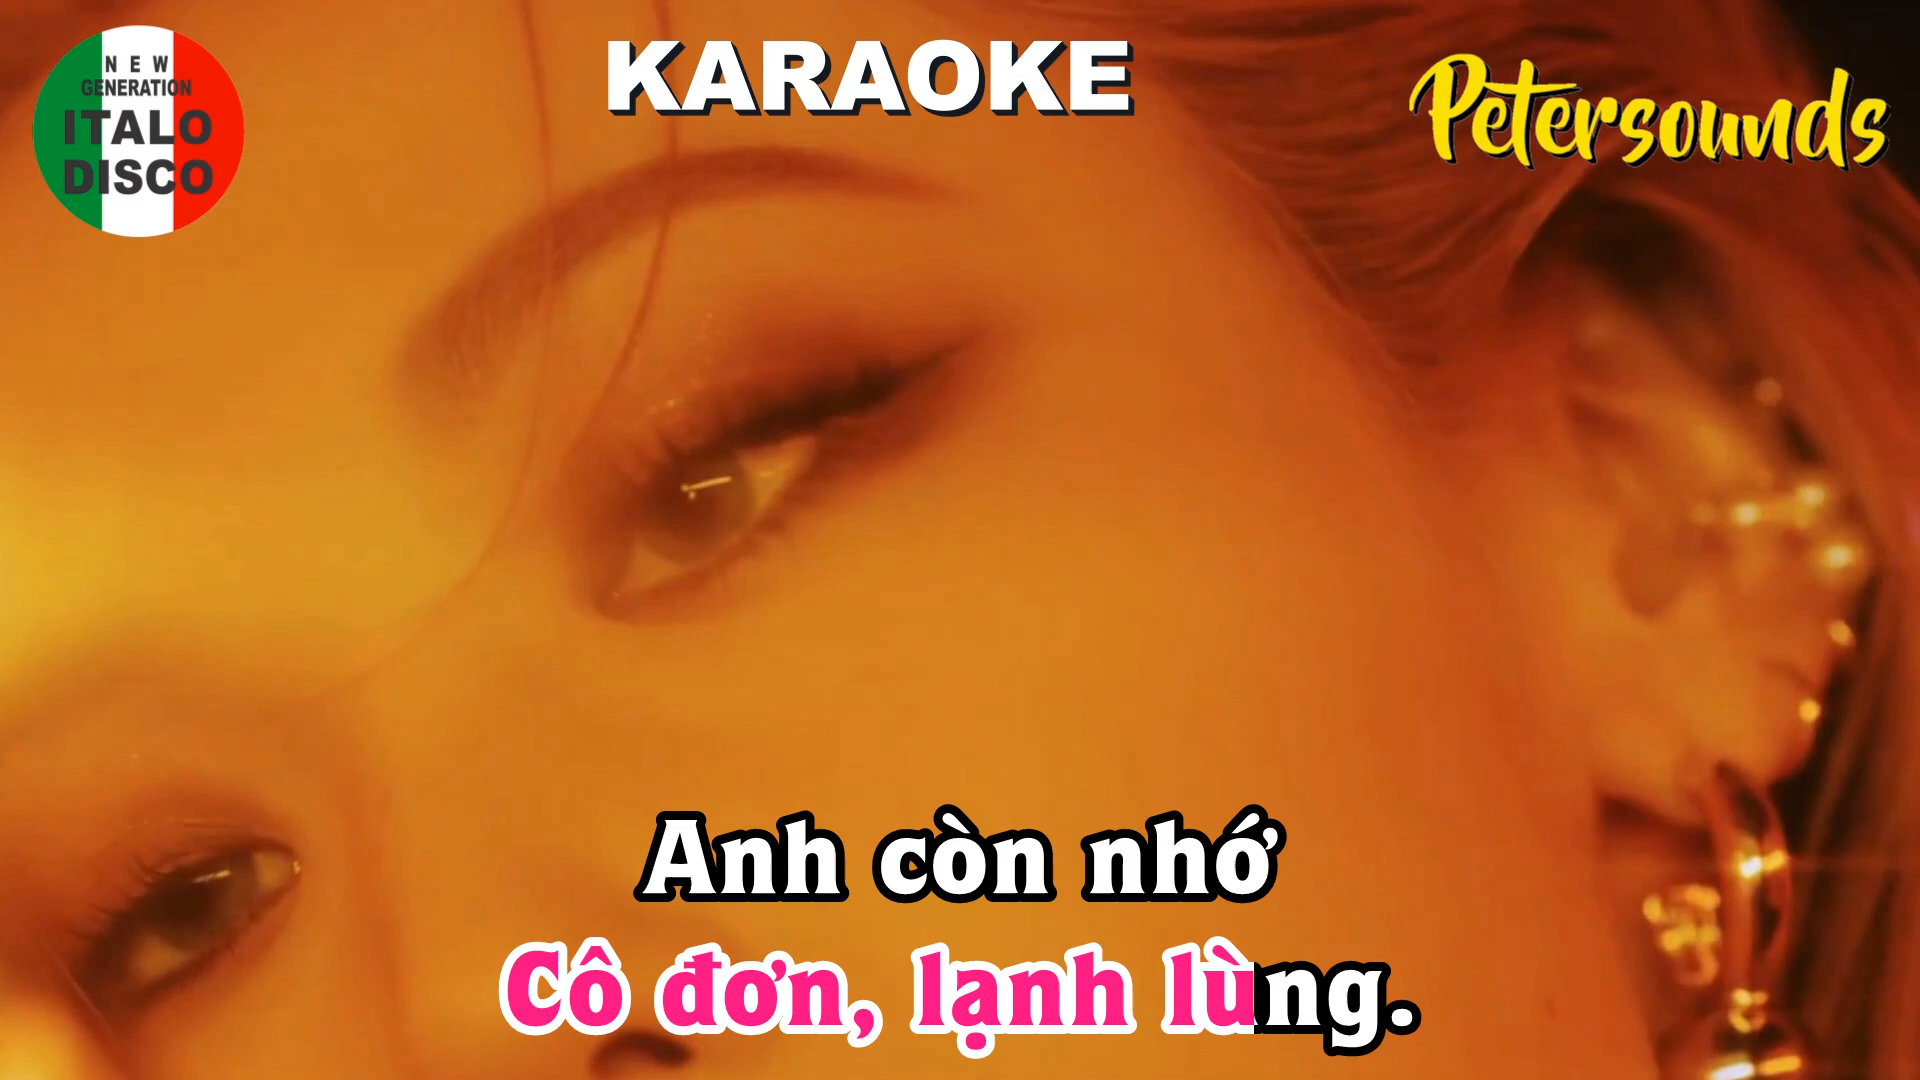 NEW
GENERATION
ITALO
DISCO
KARAOKE
Petersounds
Anh còn nhớ
Cô đơn, lạnh lùng.